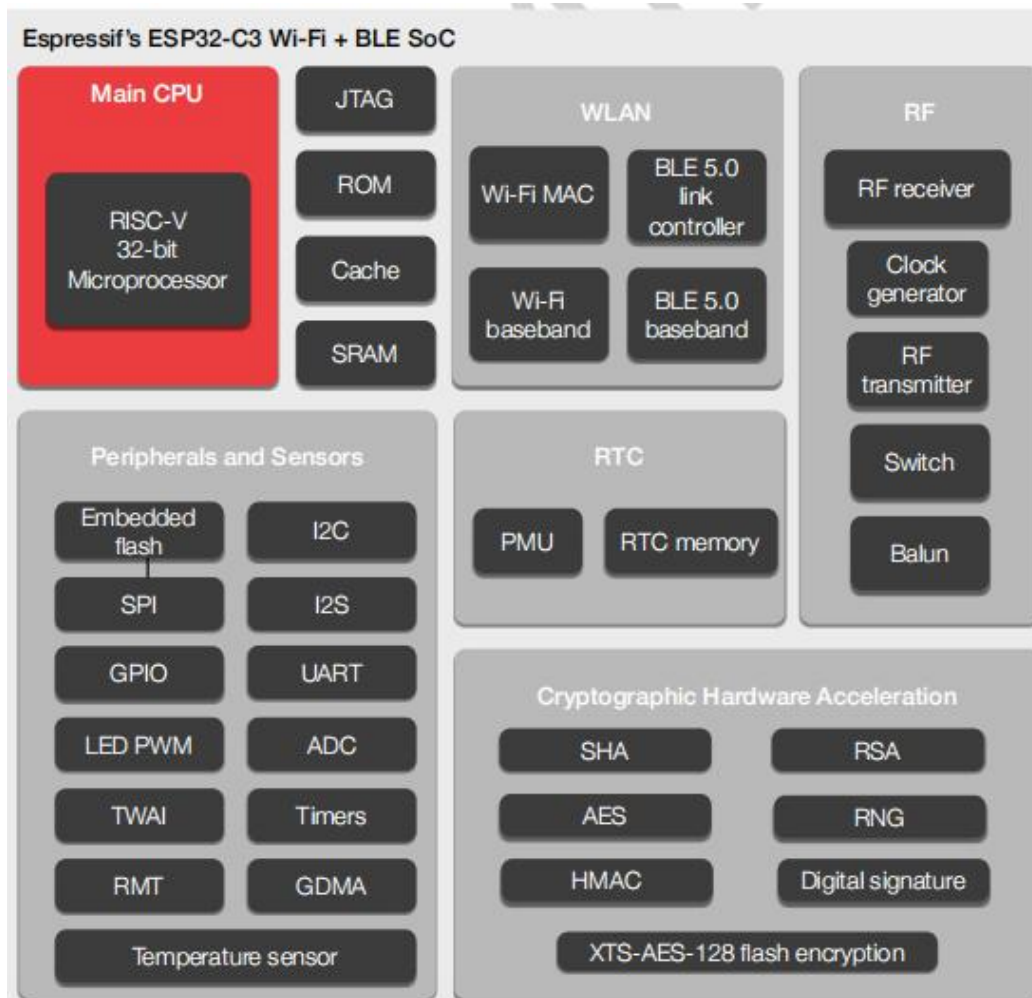 Espressif's ESP32-C3 Wi-Fi + BLE SoC
Main CPU
RISC-V
32-bit
Microprocessor
JTAG
ROM
Cache
SRAM
WLAN
Wi-Fi MAC
BLE 5.0
link
controller
Wi-Fi
baseband
BLE 5.0
baseband
RF
RF receiver
Clock
generator
RF
transmitter
Switch
Balun
Peripherals and Sensors
Embedded
flash
I2C
SPI
I2S
GPIO
UART
LED PWM
ADC
TWAI
Timers
RMT
GDMA
Temperature sensor
RTC
PMU
RTC memory
Cryptographic Hardware Acceleration
SHA
RSA
AES
RNG
HMAC
Digital signature
XTS-AES-128 flash encryption